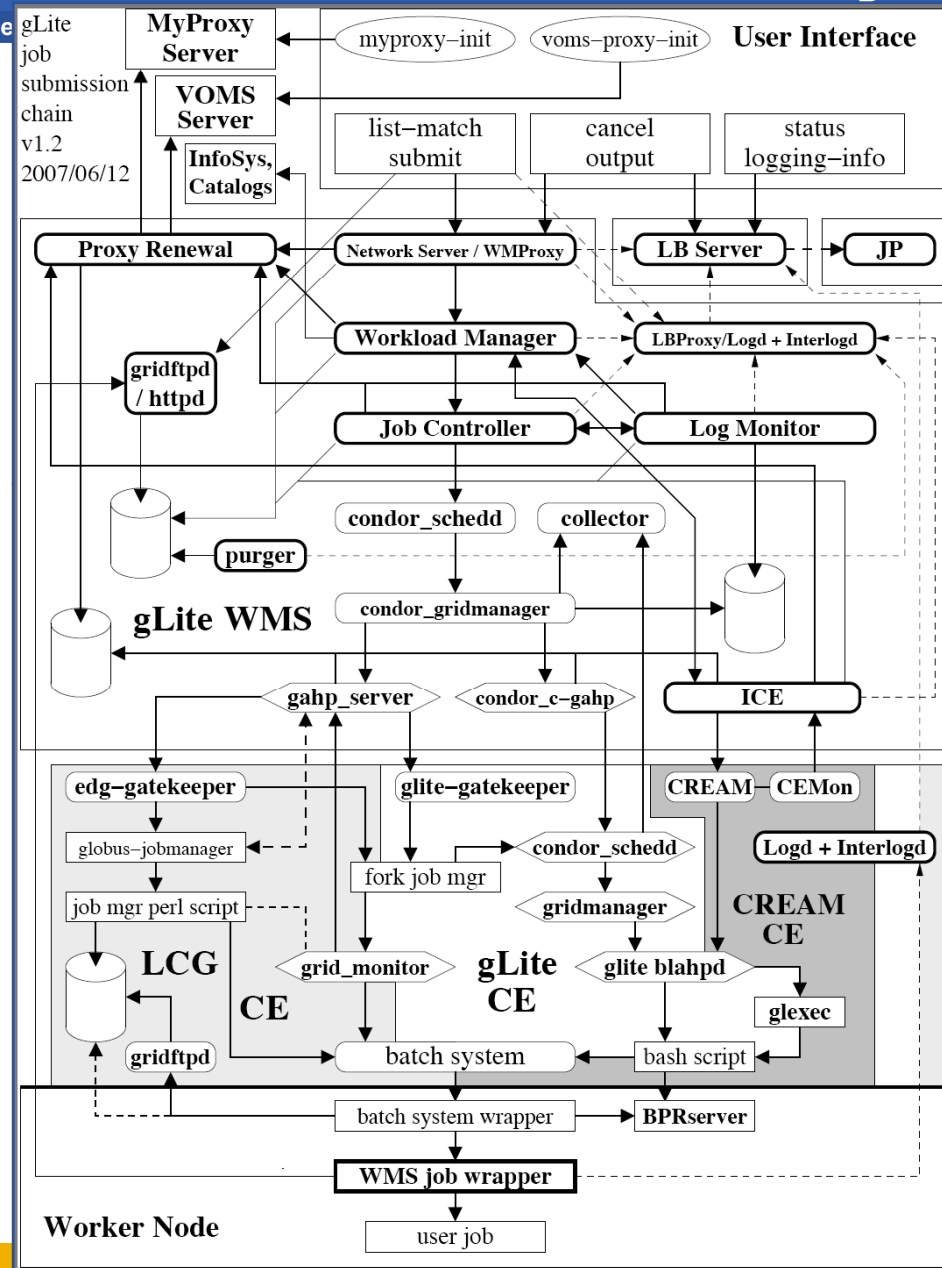 e
gLite
job
submission
chain
v1.2
2007/06/12
MyProxy
Server
myproxy-init
voms-proxy-init
User Interface
VOMS
Server
list-match
submit
cancel
output
status
logging-info
InfoSys,
Catalogs
Proxy Renewal
Network Server / WMProxy
LB Server
JP
Workload Manager
LBProxy/Logd + Interlogd
gridftpd
/ httpd
Job Controller
Log Monitor
condor_schedd
collector
purger
condor_gridmanager
gLite WMS
gahp_server
condor_c-gahp
ICE
edg-gatekeeper
glite-gatekeeper
CREAM
CEMon
globus-jobmanager
condor_schedd
Logd + Interlogd
fork job mgr
job mgr perl script
gridmanager
CREAM
CE
LCG
CE
grid_monitor
gLite
CE
glite blahpd
glexec
gridftpd
batch system
bash script
batch system wrapper
BPRserver
WMS job wrapper
Worker Node
user job